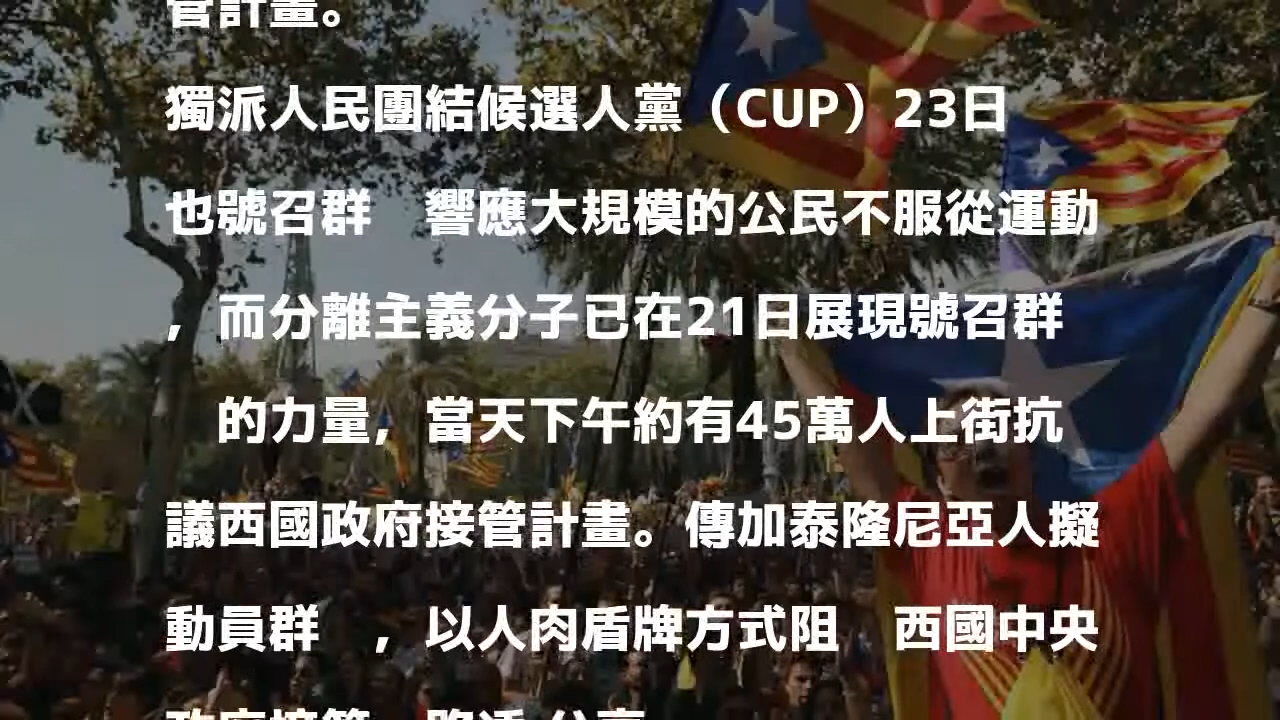 管計畫。
獨派人民團結候選人黨（CUP）23日
也號召群　響應大規模的公民不服從運動
，而分離主義分子已在21日展現號召群
　的力量，當天下午約有45萬人上街抗
議西國政府接管計畫。傳加泰隆尼亞人擬
動員群　，以人肉盾牌方式阻　西國中央
政府接管